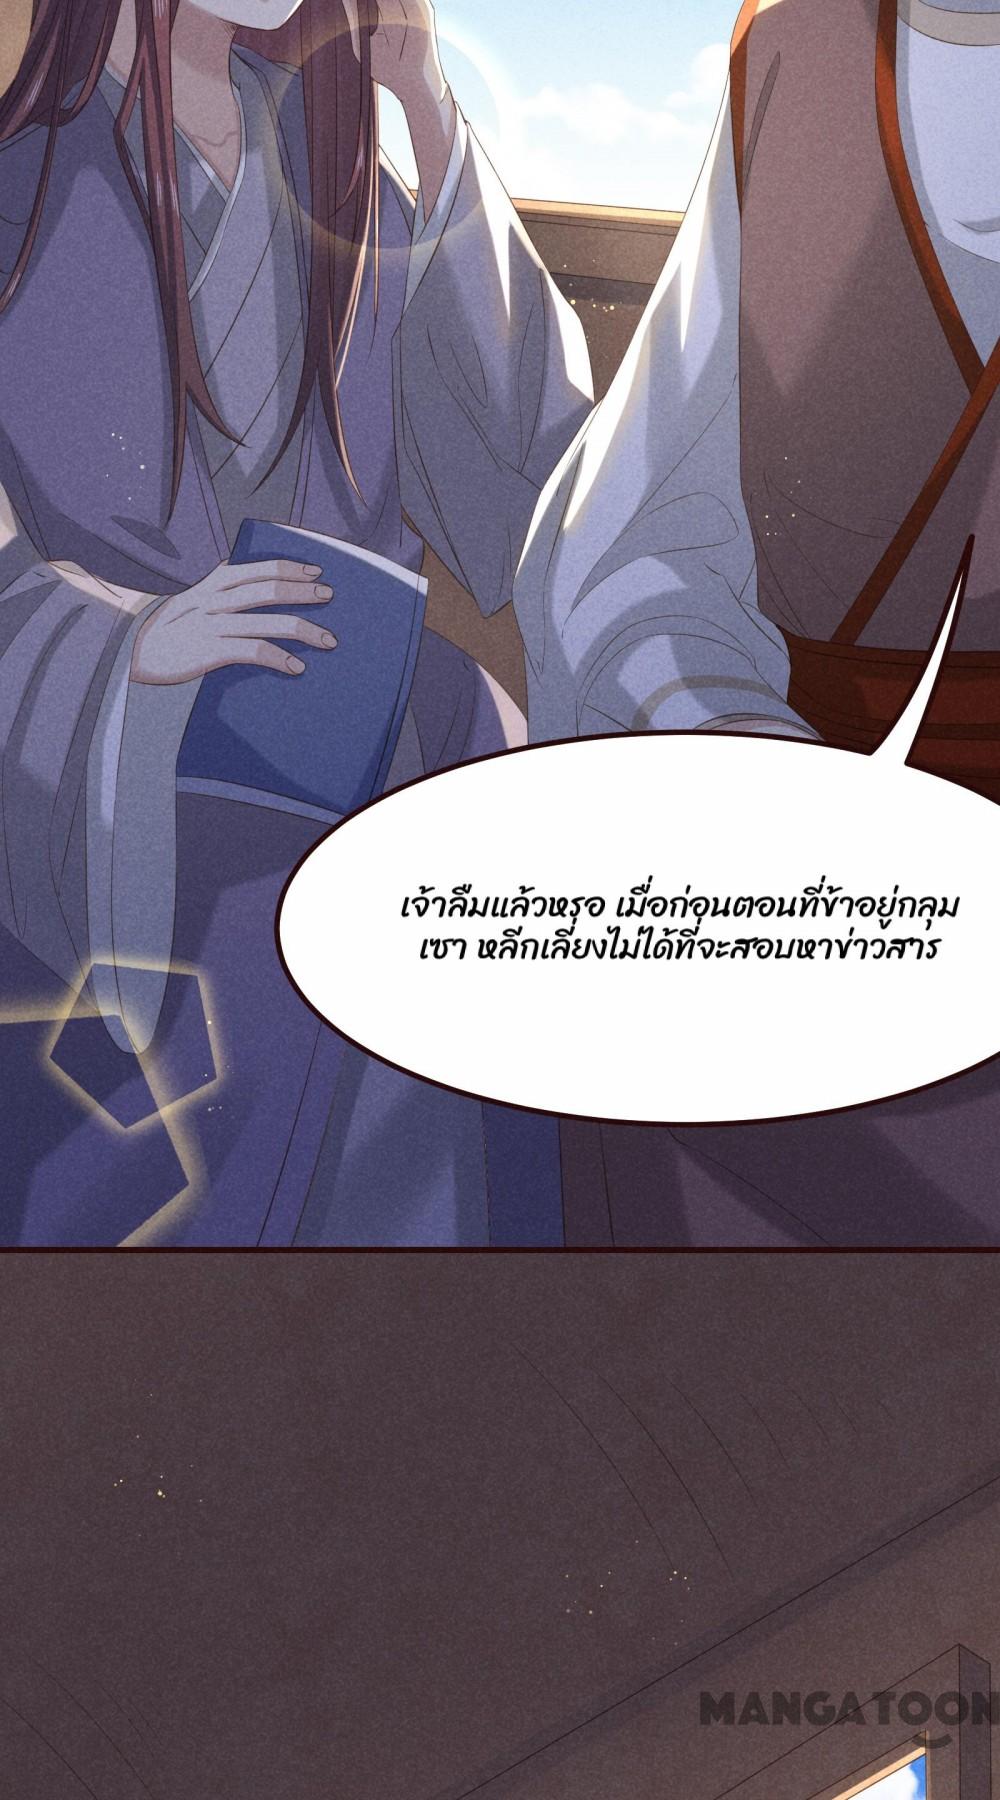 เจ้าลืมแล้วหรอ เมื่อก่อนตอนที่ข้าอยู่กลุม
เซา หลีกเลี่ยงไม่ได้ที่จะสอบหาข่าวสาร
MANGATOON